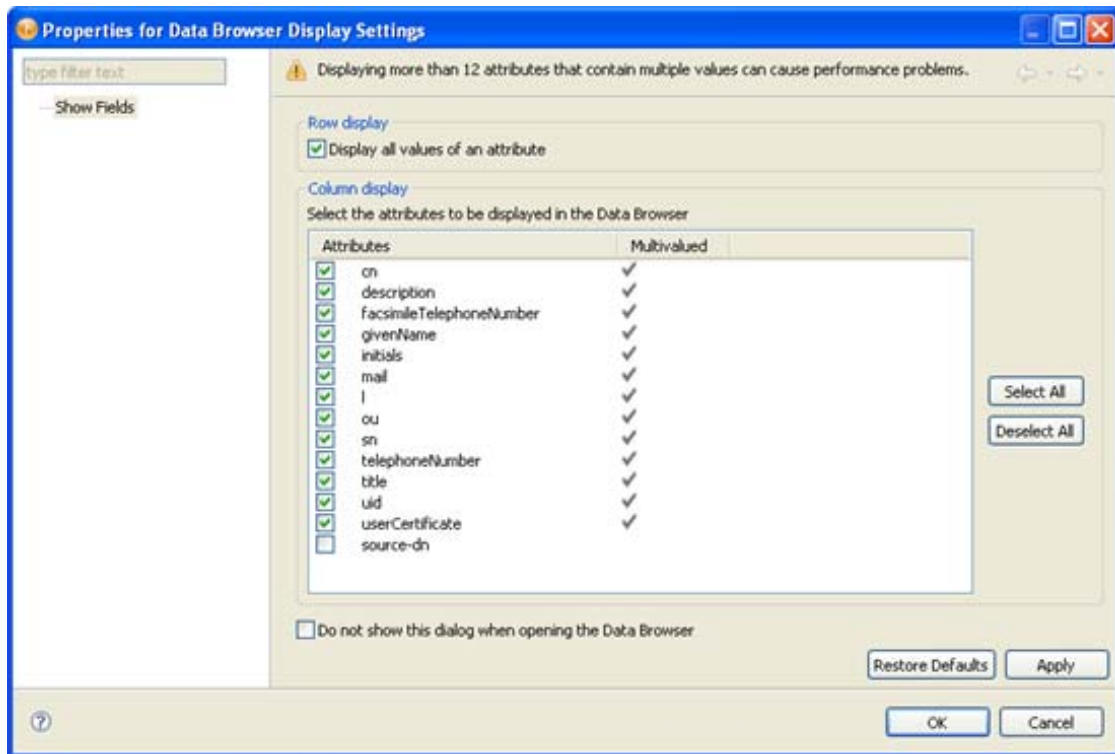 Properties for Data Browser Display Settings
type filter text
Show Fields
Displaying more than 12 attributes that contain multiple values can cause performance problems.
Row display
Display all values of an attribute
Column display
Select the attributes to be displayed in the Data Browser
Attributes Multivalued
cn
description
facsimileTelephoneNumber
givenName
initials
mail
l
ou
sn
telephoneNumber
title
uid
userCertificate
source-dn
Select All
Deselect All
Do not show this dialog when opening the Data Browser
Restore Defaults Apply
OK Cancel